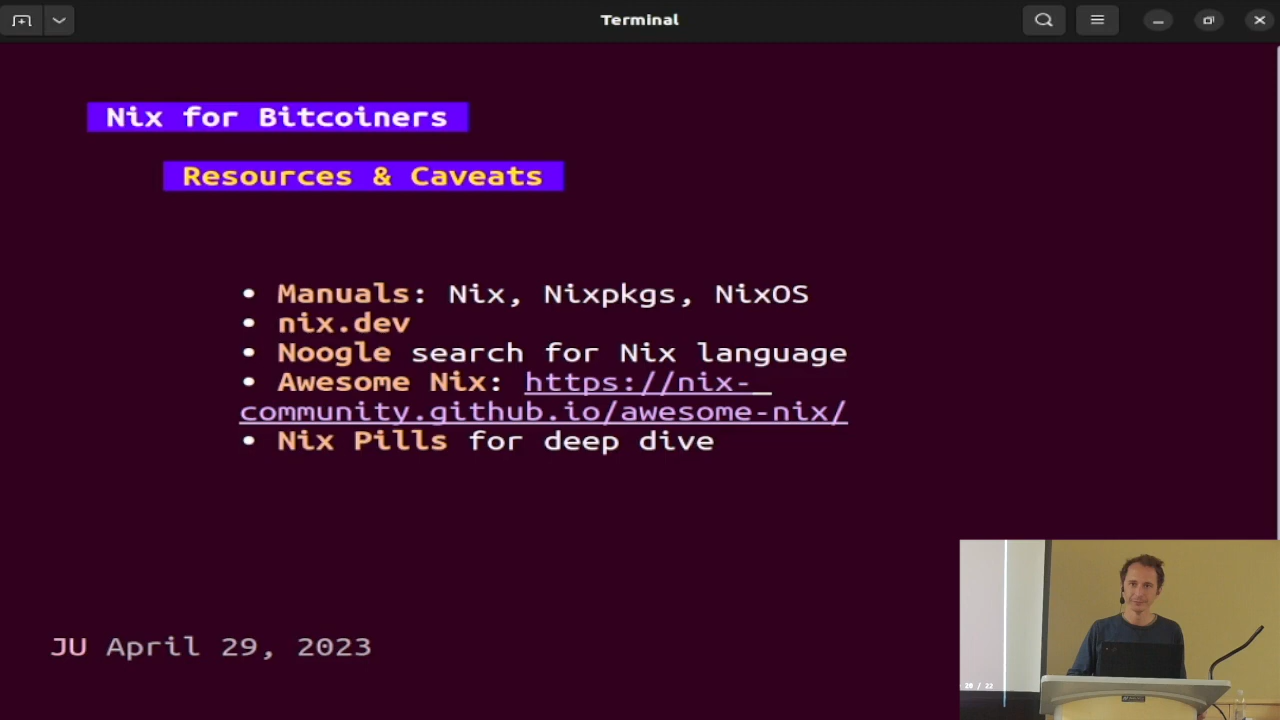 Terminal
Nix for Bitcoiners
Resources & Caveats
• Manuals: Nix, Nixpkgs, NixOS
• nix.dev
• Noogle search for Nix language
• Awesome Nix: https://nix-_
community.github.io/awesome-nix/
• Nix Pills for deep dive
JU April 29, 2023